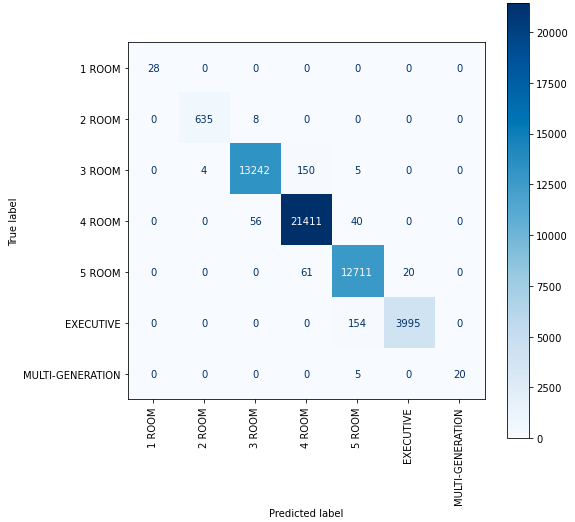 1 ROOM 28 0 0 0 0 0 0
2 ROOM 0 635 8 0 0 0 0
3 ROOM 0 4 13242 150 5 0 0
4 ROOM 0 0 56 21411 40 0 0
5 ROOM 0 0 0 61 12711 20 0
EXECUTIVE 0 0 0 0 154 3995 0
MULTI-GENERATION 0 0 0 0 5 0 20
True label
1 ROOM
2 ROOM
3 ROOM
4 ROOM
5 ROOM
EXECUTIVE
MULTI-GENERATION
Predicted label
20000
17500
15000
12500
10000
7500
5000
2500
0